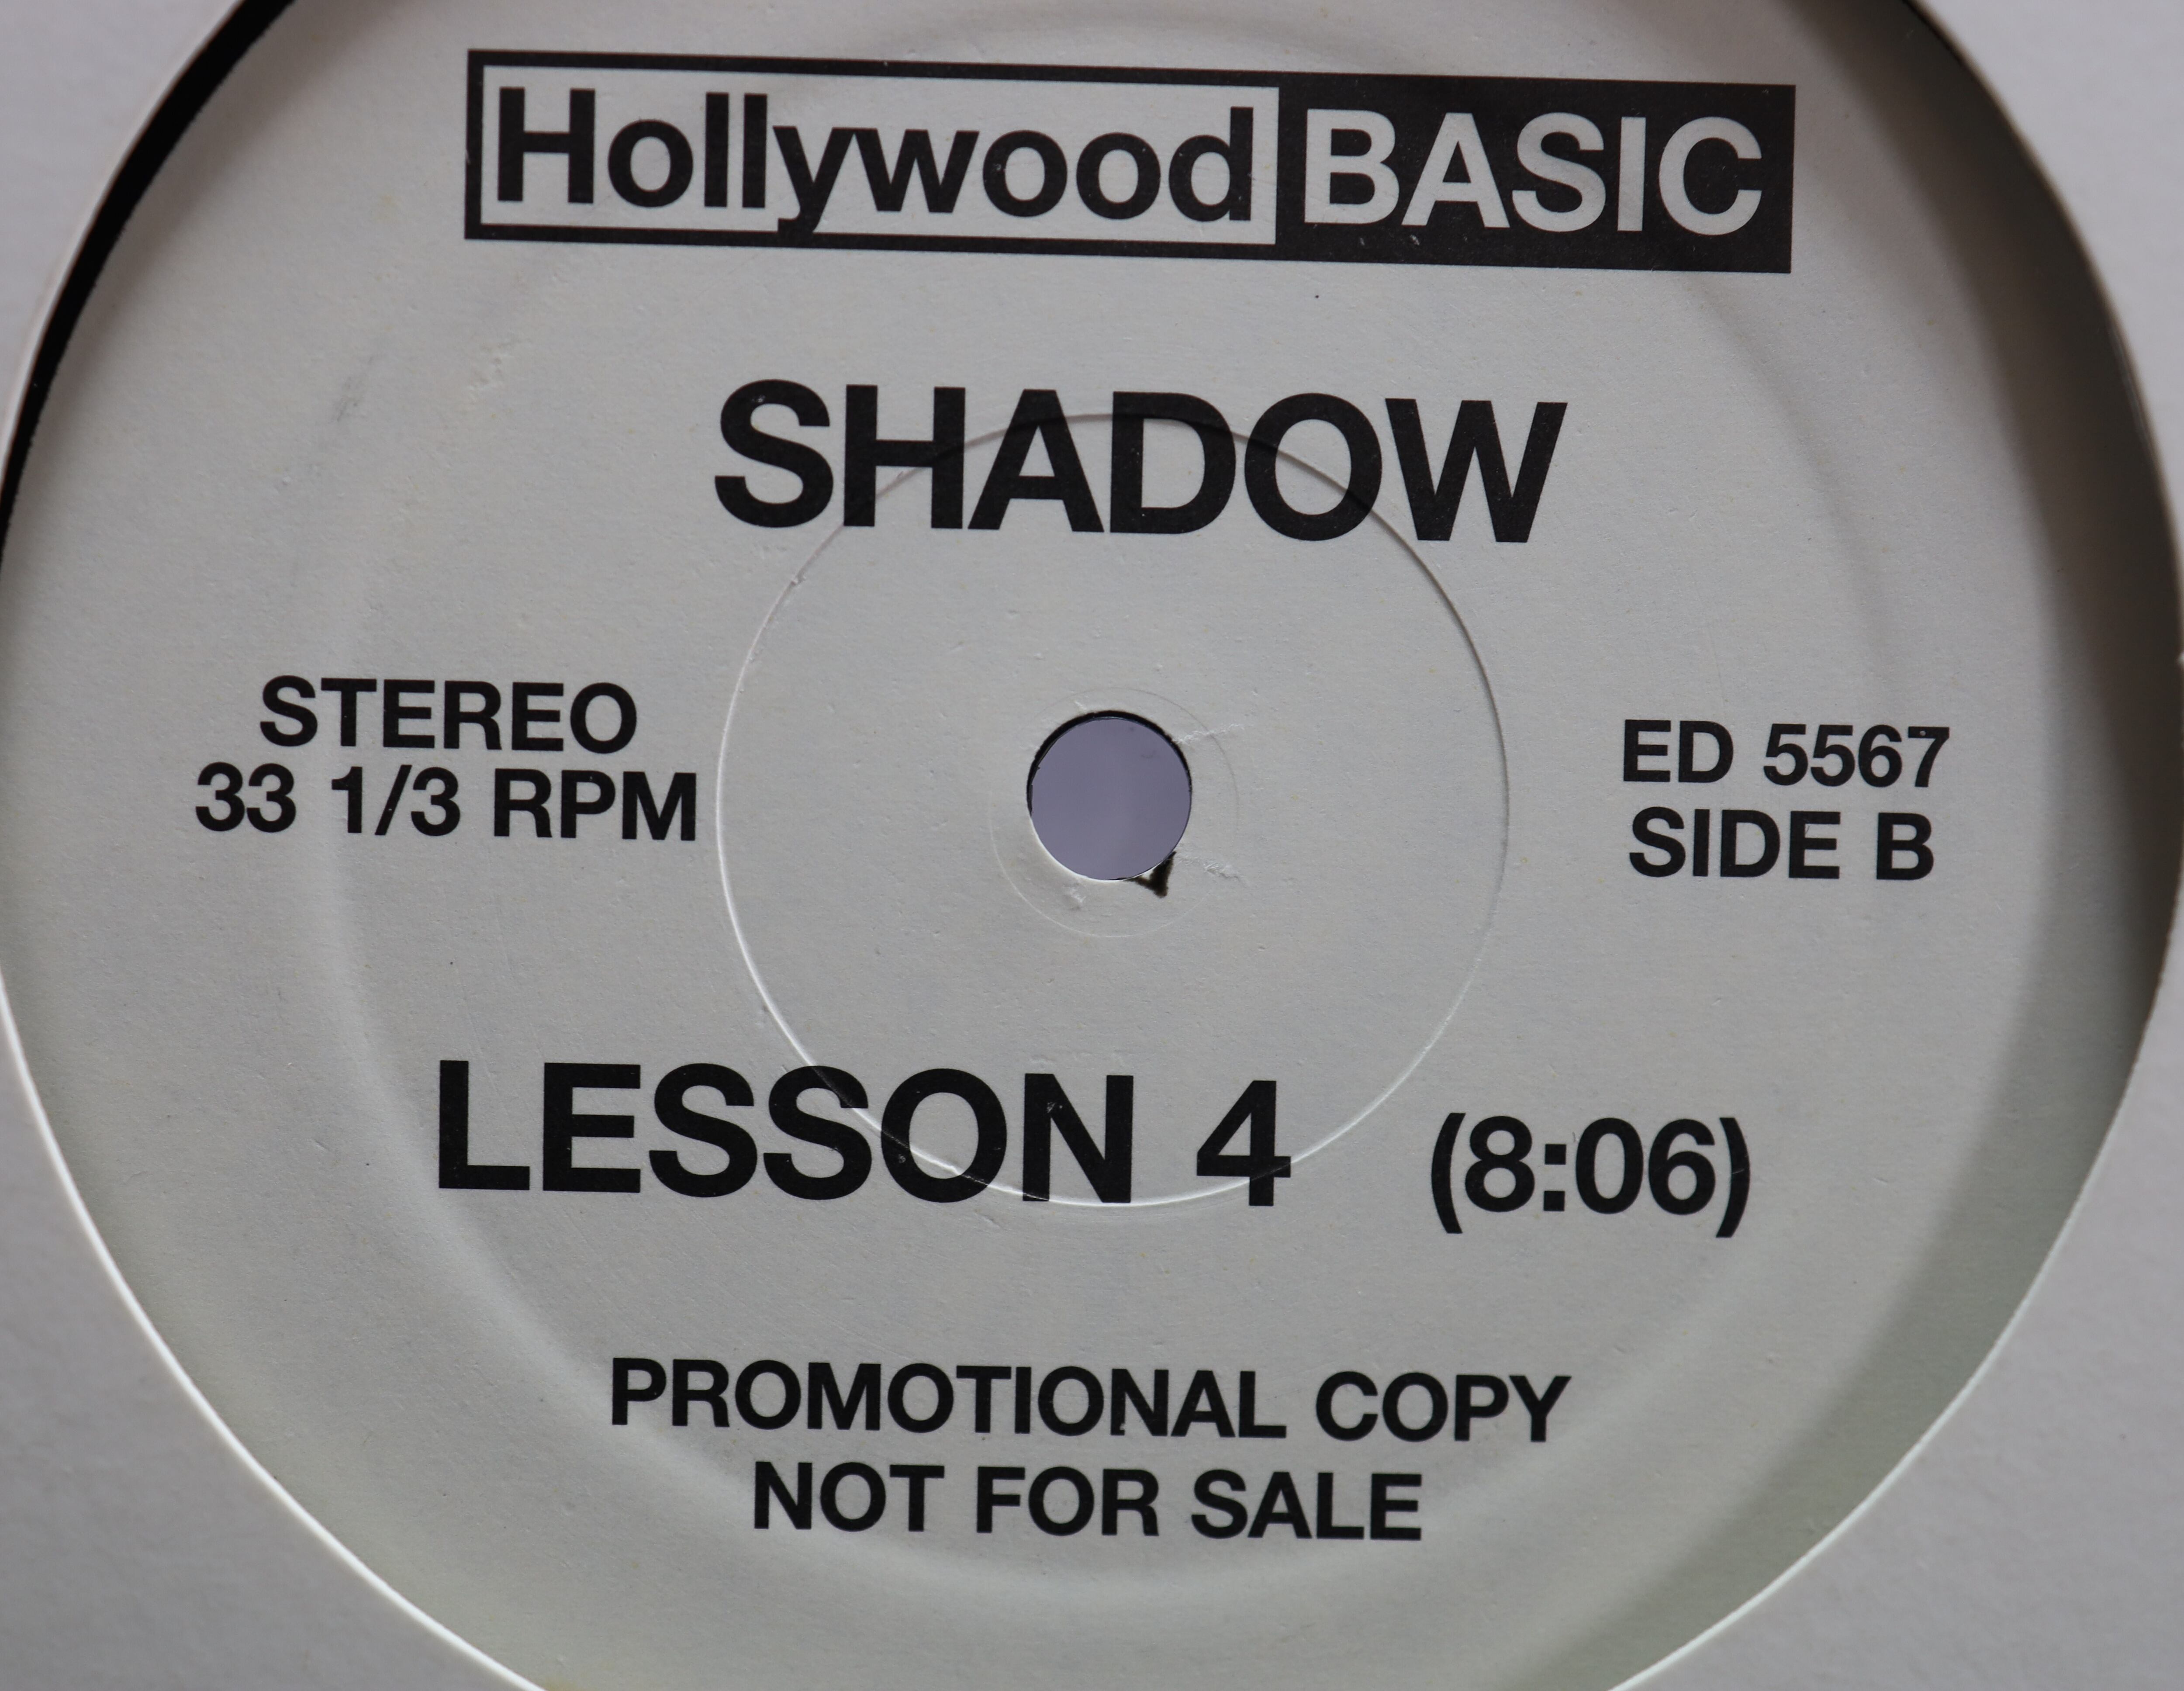 Hollywood BASIC
SHADOW
STEREO
33 1/3 RPM
ED 5567
SIDE B
LESSON 4 (8:06)
PROMOTIONAL COPY
NOT FOR SALE